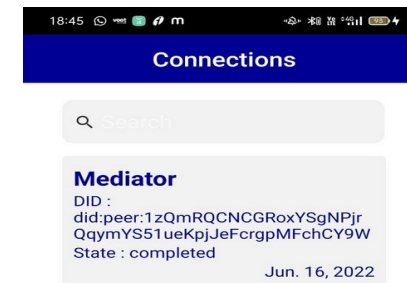 18:45
Connections
Search
Mediator
DID :
did:peer:1zQmRQCNCGRoxYSgNPjr
QqymYS51ueKpjJeFcrgpMFchCY9W
State : completed
Jun. 16, 2022